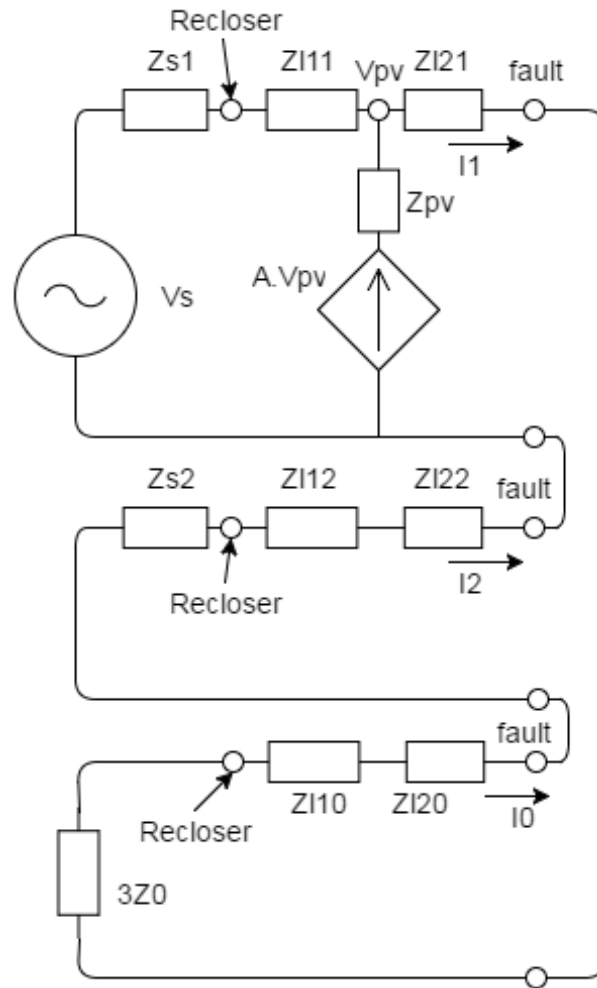 Recloser
Zs1
Zl11
Vpv
Zl21
fault
I1
Zpv
A.Vpv
Vs
Zs2
Zl12
Zl22
fault
I2
Recloser
fault
Zl10
Zl20
I0
Recloser
3Z0